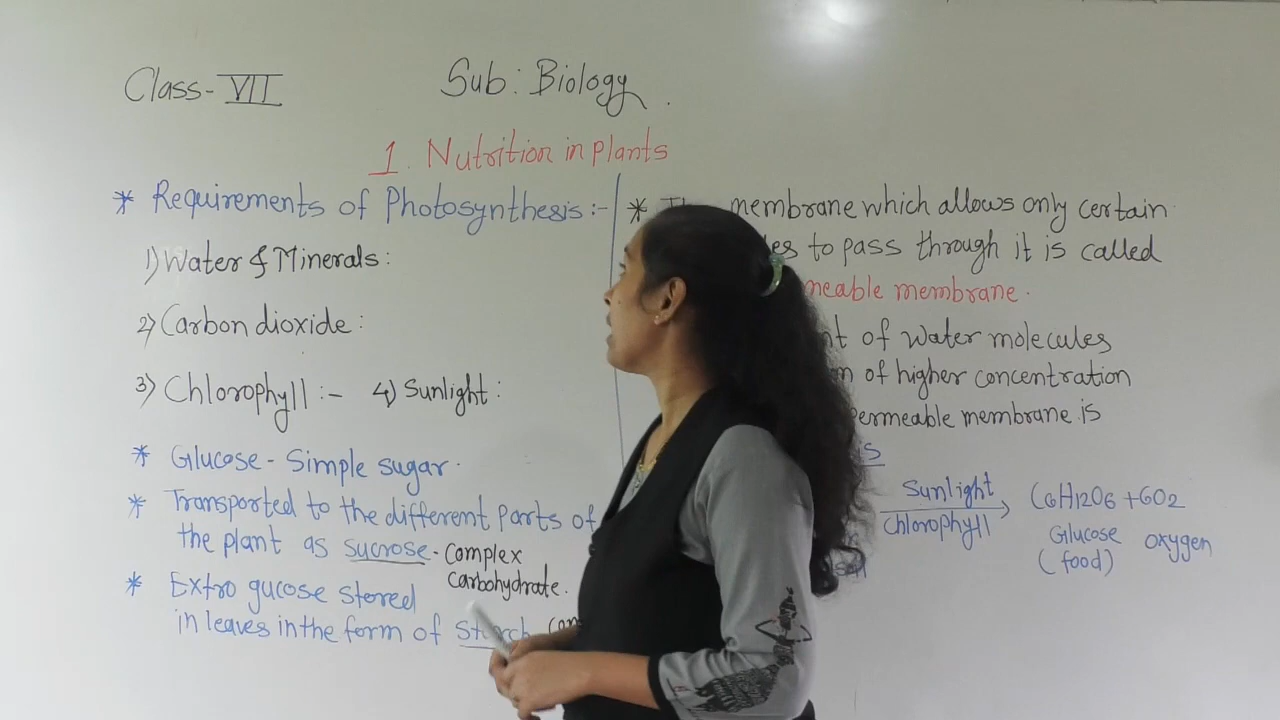 Class-VII
Sub: Biology.
1. Nutrition in plants
* Requirements of Photosynthesis:-
1) Water & Minerals:
2) Carbon dioxide:
3) Chlorophyll:- 4) Sunlight:
* Glucose - Simple sugar.
* Transported to the different parts of
the plant as sucrose - complex
carbohydrate.
* Extro gucose stored
in leaves in the form of Starch
* membrane which allows only certain
to pass through it is called
membrane.
of water molecules
of higher concentration
membrane is
Sunlight
Chlorophyll
C6H12O6 + 6O2
Glucose oxygen
(food)